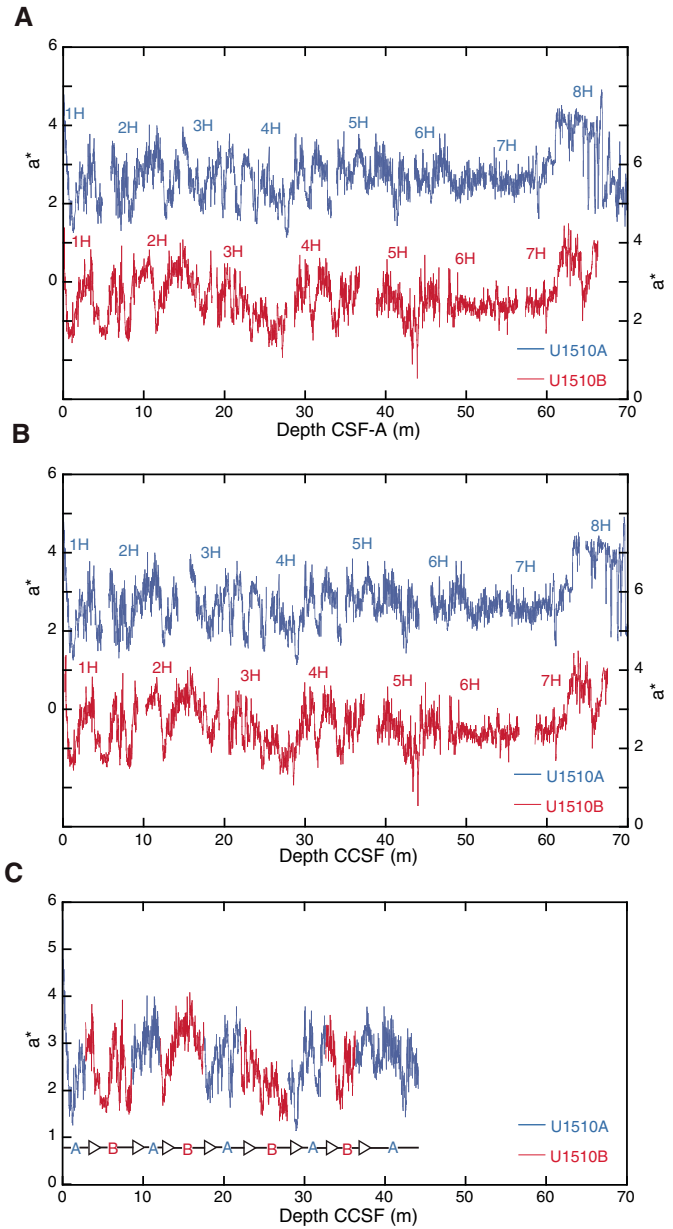 A
6
4
2
0
a*
6
4
2
0
a*
1H 2H 3H 4H 5H 6H 7H 8H
1H 2H 3H 4H 5H 6H 7H
U1510A
U1510B
0 10 20 30 40 50 60 70
Depth CSF-A (m)
B
6
4
2
0
a*
6
4
2
0
a*
1H 2H 3H 4H 5H 6H 7H 8H
1H 2H 3H 4H 5H 6H 7H
U1510A
U1510B
0 10 20 30 40 50 60 70
Depth CCSF (m)
C
6
5
4
3
2
1
0
a*
U1510A
U1510B
A B A B A B A B A
0 10 20 30 40 50 60 70
Depth CCSF (m)